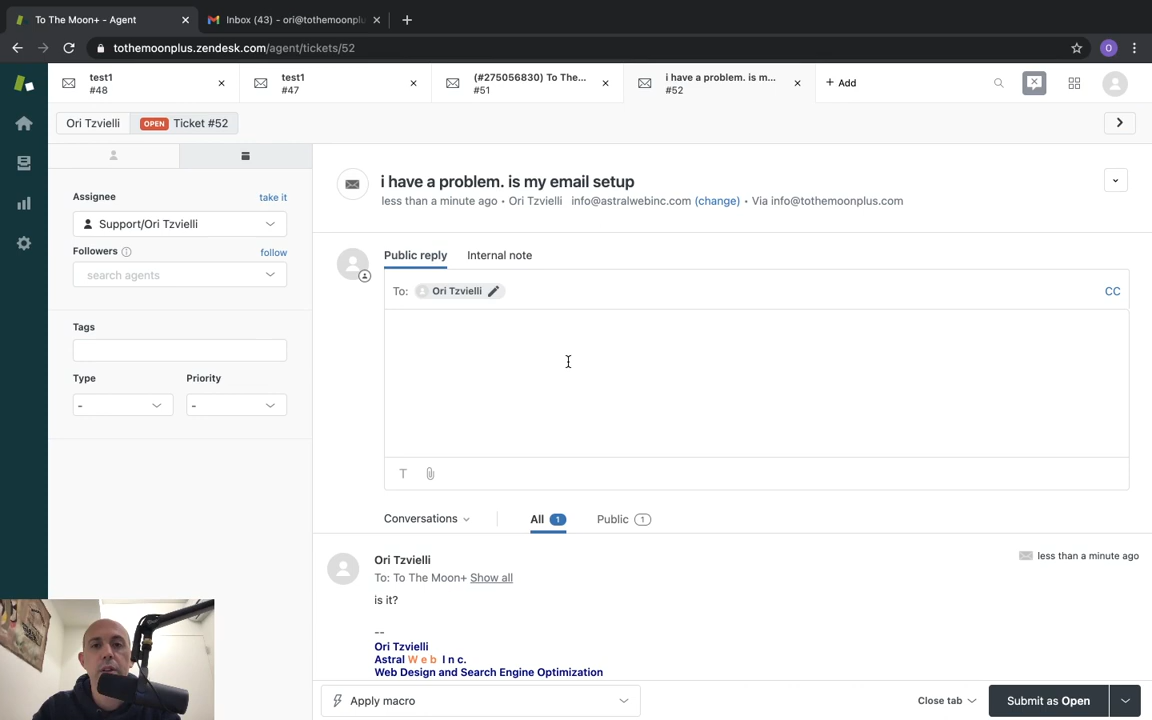 To The Moon+ - Agent
Inbox (43) - ori@tothemoonplu
tothemoonplus.zendesk.com/agent/tickets/52
O
test1
#48
test1
#47
(#275056830) To The...
#51
i have a problem. is m...
#52
+ Add
Ori Tzvielli
OPEN Ticket #52
Assignee
take it
Support/Ori Tzvielli
Followers
follow
search agents
Tags
Type
Priority
-
-
i have a problem. is my email setup
less than a minute ago • Ori Tzvielli info@astralwebinc.com (change) • Via info@tothemoonplus.com
Public reply
Internal note
To: Ori Tzvielli
CC
T
Conversations
All 1
Public 1
Ori Tzvielli
less than a minute ago
To: To The Moon+ Show all
is it?
--
Ori Tzvielli
Astral Web Inc.
Web Design and Search Engine Optimization
Apply macro
Close tab
Submit as Open